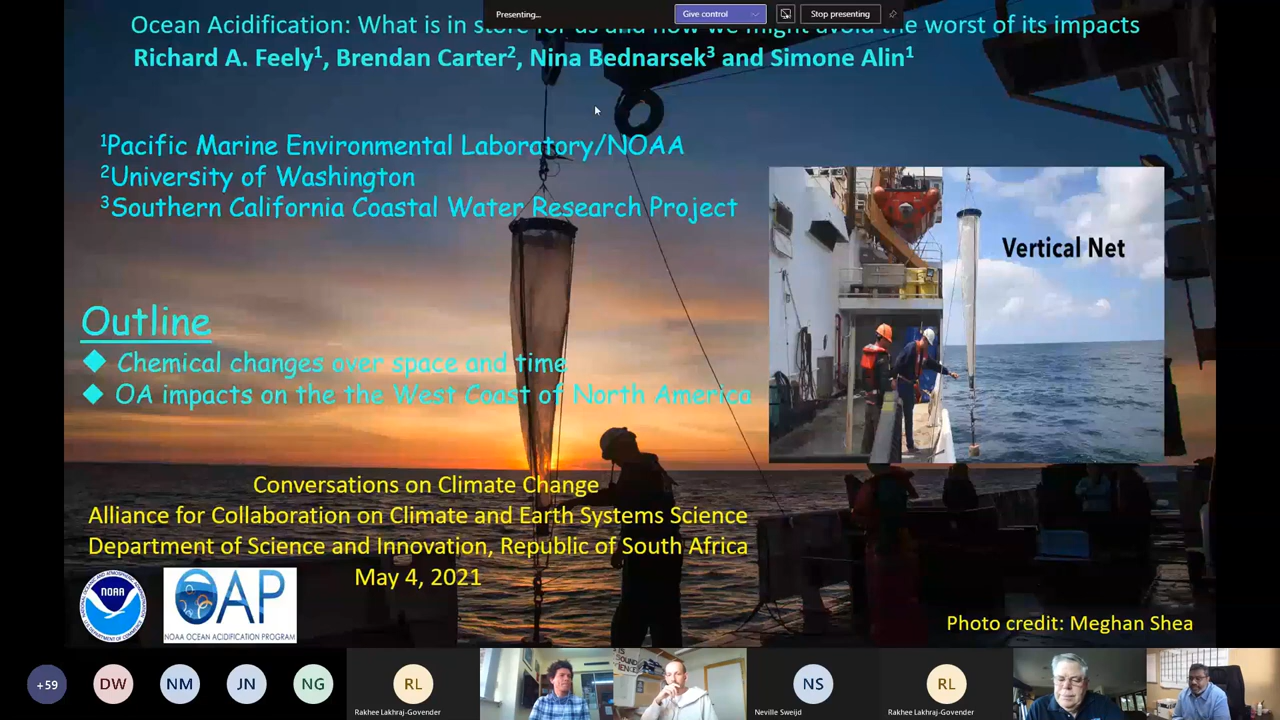 Presenting...
Give control
Stop presenting
Ocean Acidification: What is in store for us and how we might avoid the worst of its impacts
Richard A. Feely1, Brendan Carter2, Nina Bednarsek3 and Simone Alin1
1Pacific Marine Environmental Laboratory/NOAA
2University of Washington
3Southern California Coastal Water Research Project
Vertical Net
Outline
Chemical changes over space and time
OA impacts on the the West Coast of North America
Conversations on Climate Change
Alliance for Collaboration on Climate and Earth Systems Science
Department of Science and Innovation, Republic of South Africa
May 4, 2021
NOAA
OAP
NOAA OCEAN ACIDIFICATION PROGRAM
Photo credit: Meghan Shea
+59
DW
NM
JN
NG
RL
Rakhee Lakhraj-Govender
NS
Neville Sweijd
RL
Rakhee Lakhraj-Govender